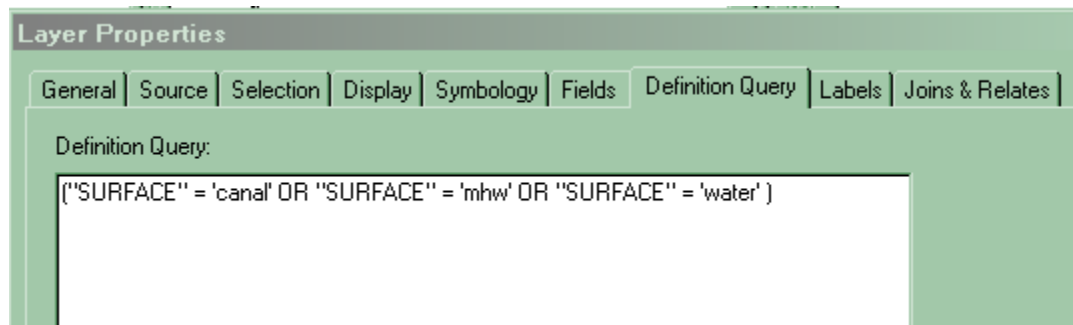 Layer Properties
General Source Selection Display Symbology Fields Definition Query Labels Joins & Relates
Definition Query:
("SURFACE" = 'canal' OR "SURFACE" = 'mhw' OR "SURFACE" = 'water' )